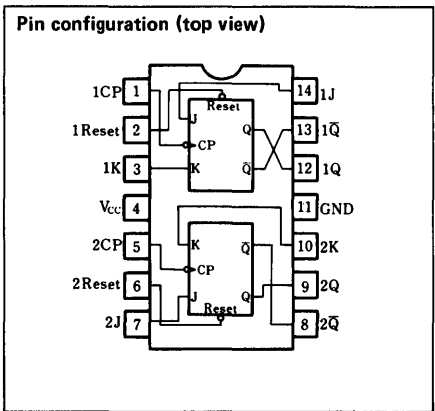 Pin configuration (top view)
1CP 1 14 1J
Reset
J
1Reset 2 Q 13 1Q̅
CP
1K 3 K Q̅ 12 1Q
Vcc 4 11 GND
K Q̅ 10 2K
2CP 5
CP
2Reset 6 J Q 9 2Q
Reset
2J 7 8 2Q̅